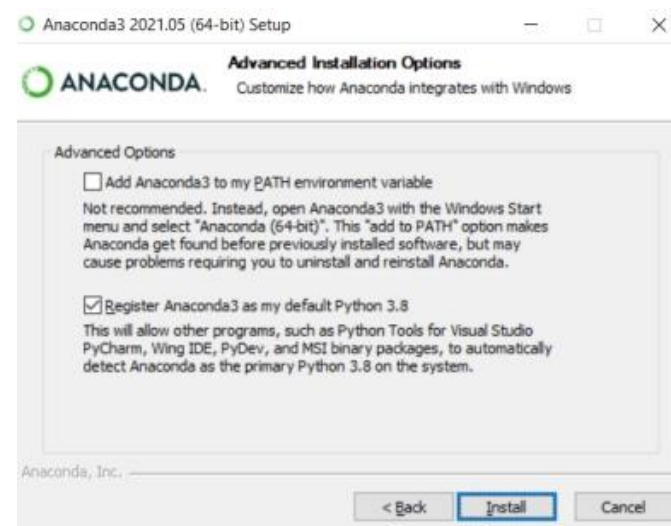 Anaconda3 2021.05 (64-bit) Setup
ANACONDA.
Advanced Installation Options
Customize how Anaconda integrates with Windows
Advanced Options
Add Anaconda3 to my PATH environment variable
Not recommended. Instead, open Anaconda3 with the Windows Start
menu and select "Anaconda (64-bit)". This "add to PATH" option makes
Anaconda get found before previously installed software, but may
cause problems requiring you to uninstall and reinstall Anaconda.
Register Anaconda3 as my default Python 3.8
This will allow other programs, such as Python Tools for Visual Studio
PyCharm, Wing IDE, PyDev, and MSI binary packages, to automatically
detect Anaconda as the primary Python 3.8 on the system.
Anaconda, Inc.
< Back Install Cancel